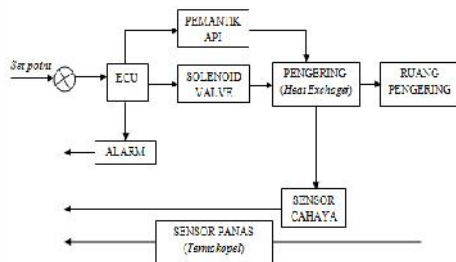 PEMANTIK
API
Set point
ECU
SOLENOID
VALVE
PENGERING
(Heat Exchager)
RUANG
PENGERING
ALARM
SENSOR
CAHAYA
SENSOR PANAS
(Termokopel)